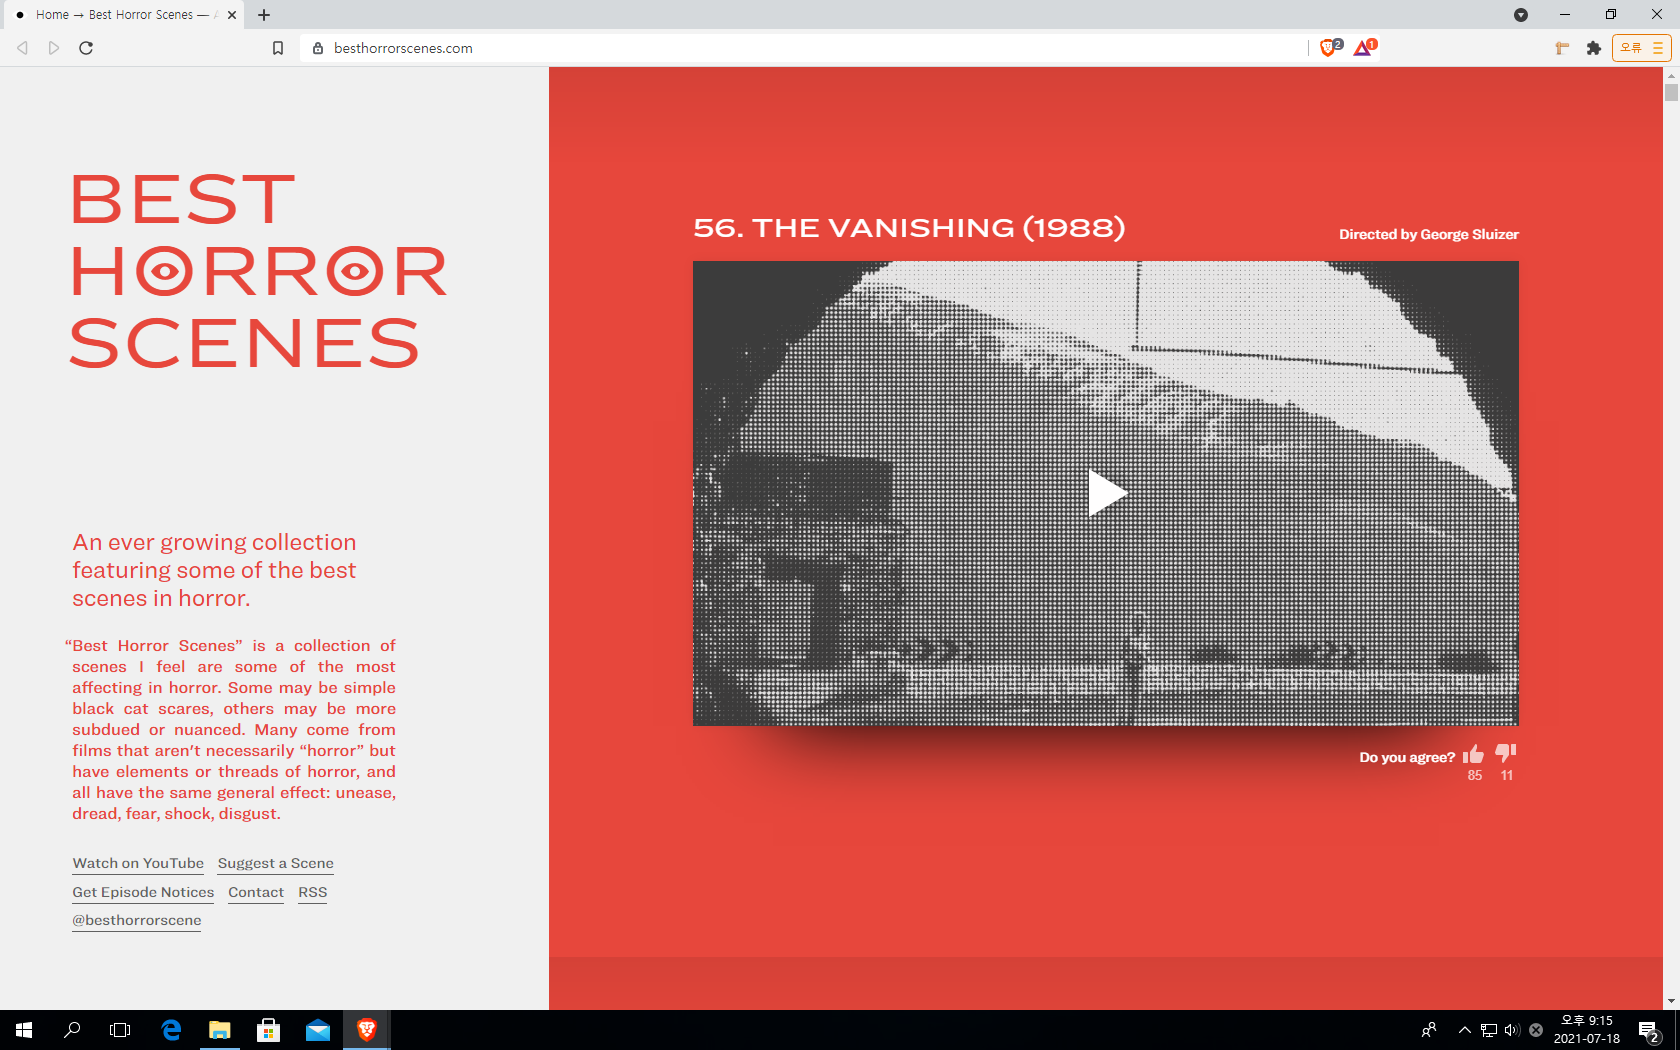 Home → Best Horror Scenes —
besthorrorscenes.com
2
1
오류
BEST
HORROR
SCENES
56. THE VANISHING (1988)
Directed by George Sluizer
An ever growing collection
featuring some of the best
scenes in horror.
“Best Horror Scenes” is a collection of
scenes I feel are some of the most
affecting in horror. Some may be simple
black cat scares, others may be more
subdued or nuanced. Many come from
films that aren't necessarily “horror” but
have elements or threads of horror, and
all have the same general effect: unease,
dread, fear, shock, disgust.
Do you agree?
85 11
Watch on YouTube Suggest a Scene
Get Episode Notices Contact RSS
@besthorrorscene
오후 9:15
2021-07-18
2